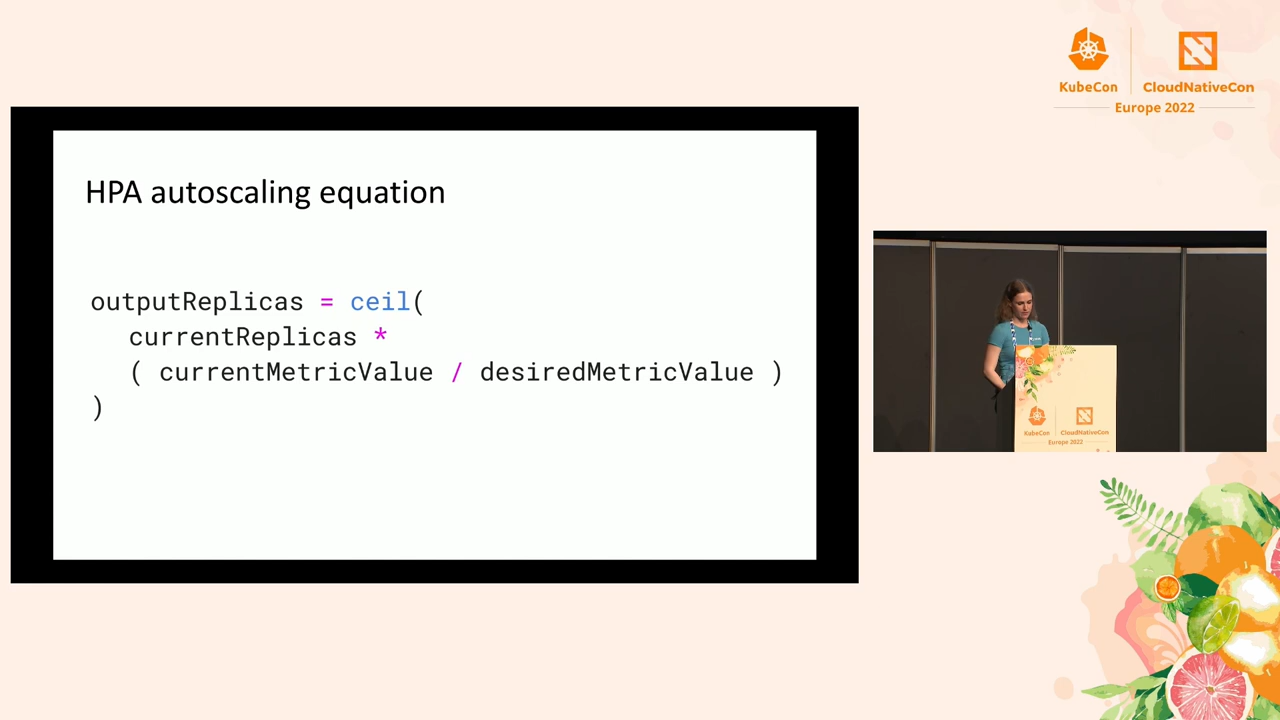 KubeCon
CloudNativeCon
Europe 2022
HPA autoscaling equation
outputReplicas = ceil(
currentReplicas *
( currentMetricValue / desiredMetricValue )
)
KubeCon
CloudNativeCon
Europe 2022